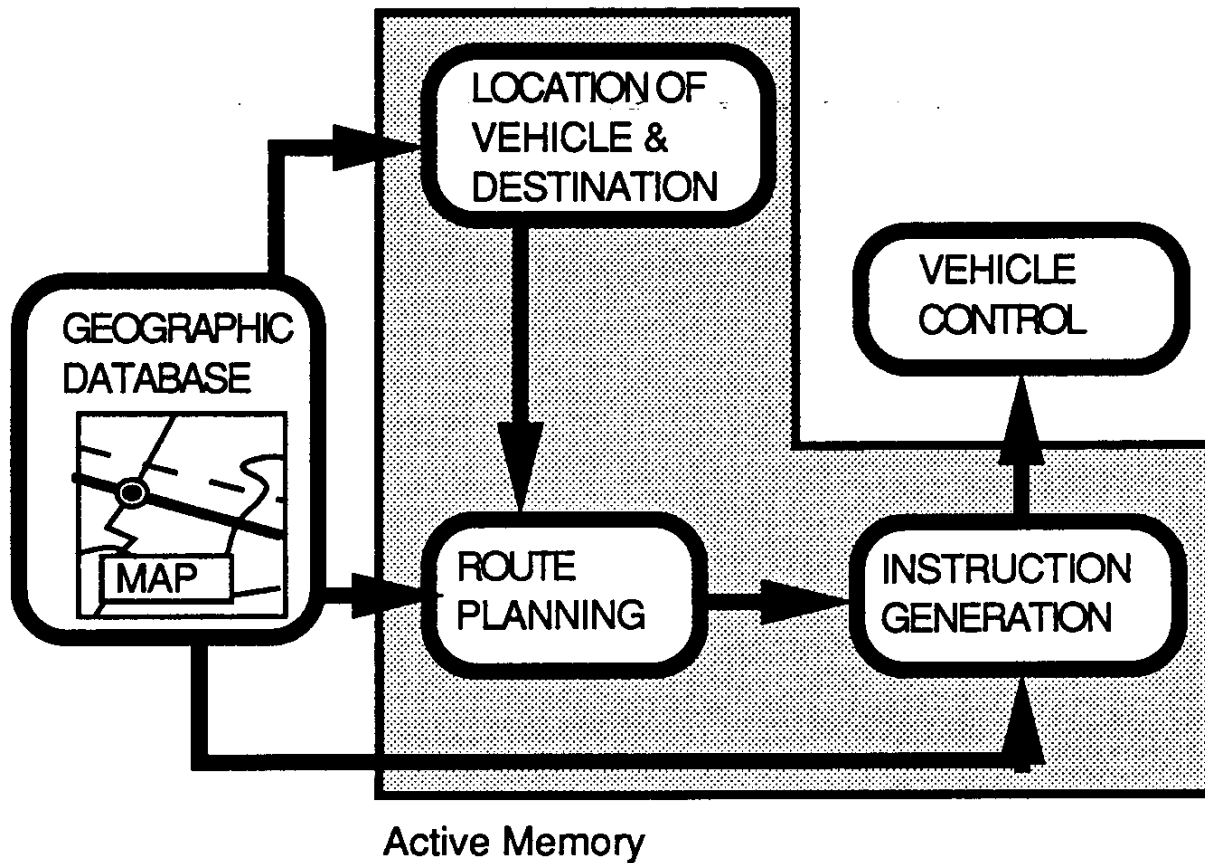 LOCATION OF
VEHICLE &
DESTINATION
VEHICLE
CONTROL
GEOGRAPHIC
DATABASE
MAP
ROUTE
PLANNING
INSTRUCTION
GENERATION
Active Memory